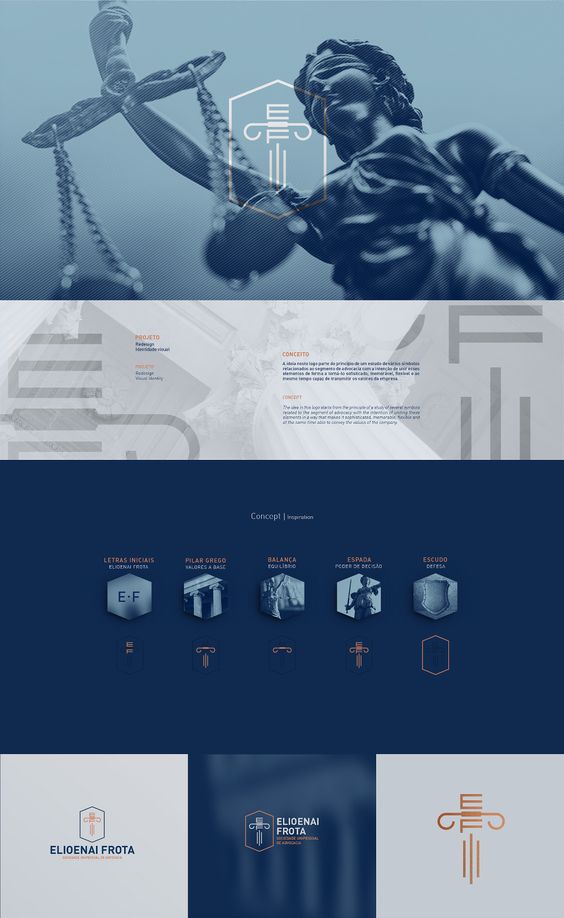 PROJETO
Redesign
Identidade visual
PROJETO
Redesign
Visual Identity
CONCEITO
A ideia neste logo parte do princípio de um estudo de vários símbolos
relacionados ao segmento de advocacia com a intenção de unir esses
elementos de forma a torná-lo sofisticado, memorável, flexível e ao
mesmo tempo capaz de transmitir os valores da empresa.
CONCEPT
The idea in this logo starts from the principle of a study of several symbols
related to the segment of advocacy with the intention of uniting these
elements in a way that makes it sophisticated, memorable, flexible and
at the same time able to convey the values of the company.
Concept | Inspiration
LETRAS INICIAIS
ELIOENAI FROTA
PILAR GREGO
VALORES A BASE
BALANÇA
EQUILÍBRIO
ESPADA
PODER DE DECISÃO
ESCUDO
DEFESA
E·F
ELIOENAI FROTA
SOCIEDADE UNIPESSOAL DE ADVOCACIA
ELIOENAI
FROTA
SOCIEDADE UNIPESSOAL
DE ADVOCACIA